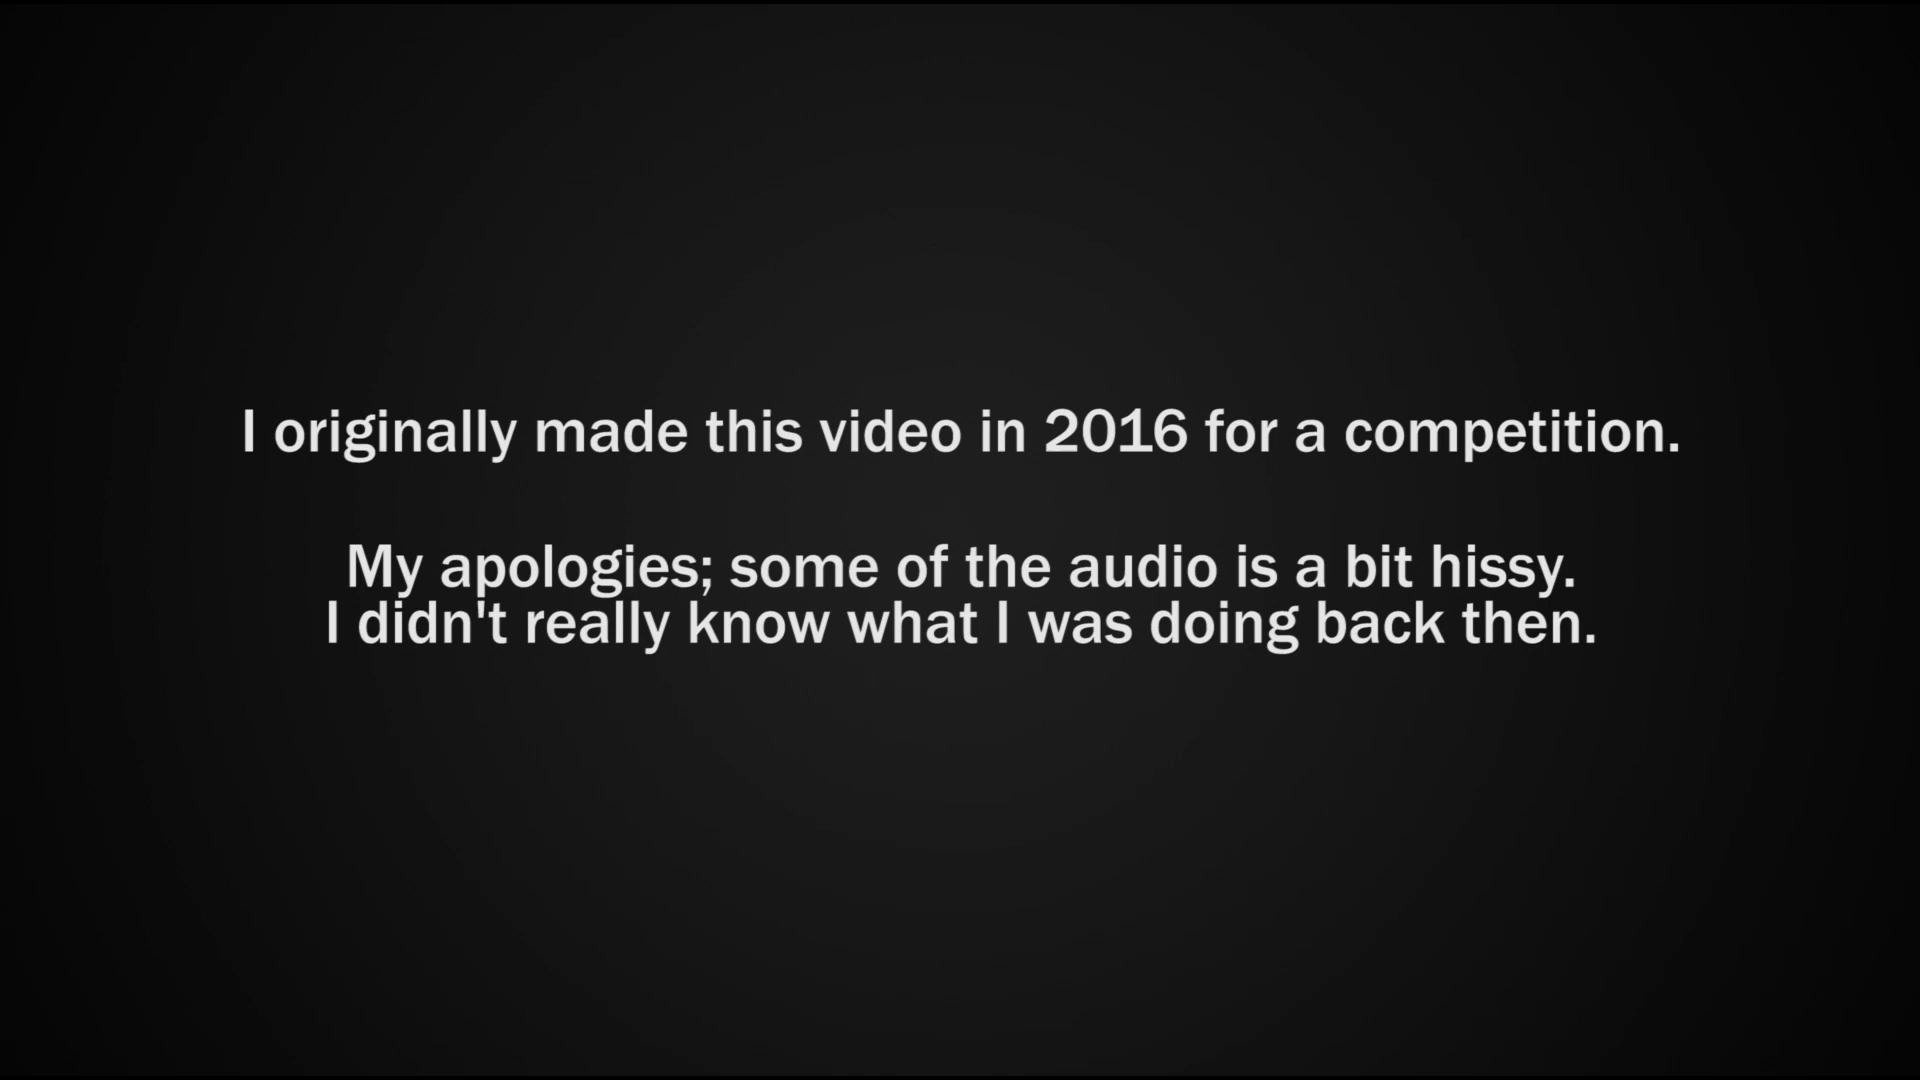 I originally made this video in 2016 for a competition.
My apologies; some of the audio is a bit hissy.
I didn't really know what I was doing back then.